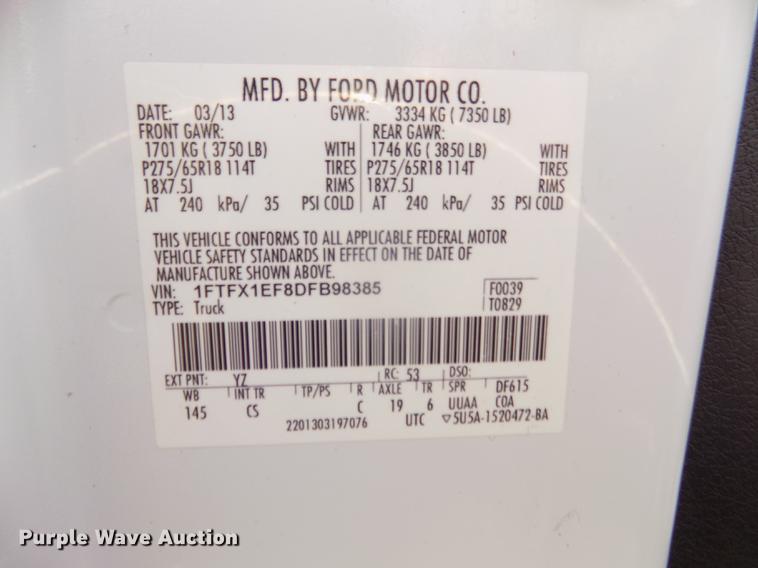 MFD. BY FORD MOTOR CO.
DATE: 03/13 GVWR: 3334 KG ( 7350 LB)
FRONT GAWR: REAR GAWR:
1701 KG ( 3750 LB) WITH 1746 KG ( 3850 LB) WITH
P275/65R18 114T TIRES P275/65R18 114T TIRES
18X7.5J RIMS 18X7.5J RIMS
AT 240 kPa/ 35 PSI COLD AT 240 kPa/ 35 PSI COLD
THIS VEHICLE CONFORMS TO ALL APPLICABLE FEDERAL MOTOR
VEHICLE SAFETY STANDARDS IN EFFECT ON THE DATE OF
MANUFACTURE SHOWN ABOVE.
VIN: 1FTFX1EF8DFB98385 F0039
TYPE: Truck T0829
EXT PNT: YZ RC: 53 DSO:
WB INT TR TP/PS R AXLE TR SPR DF615
145 CS C 19 6 UUAA COA
2201303197076 UTC ▽5U5A-1520472-BA
Purple Wave Auction